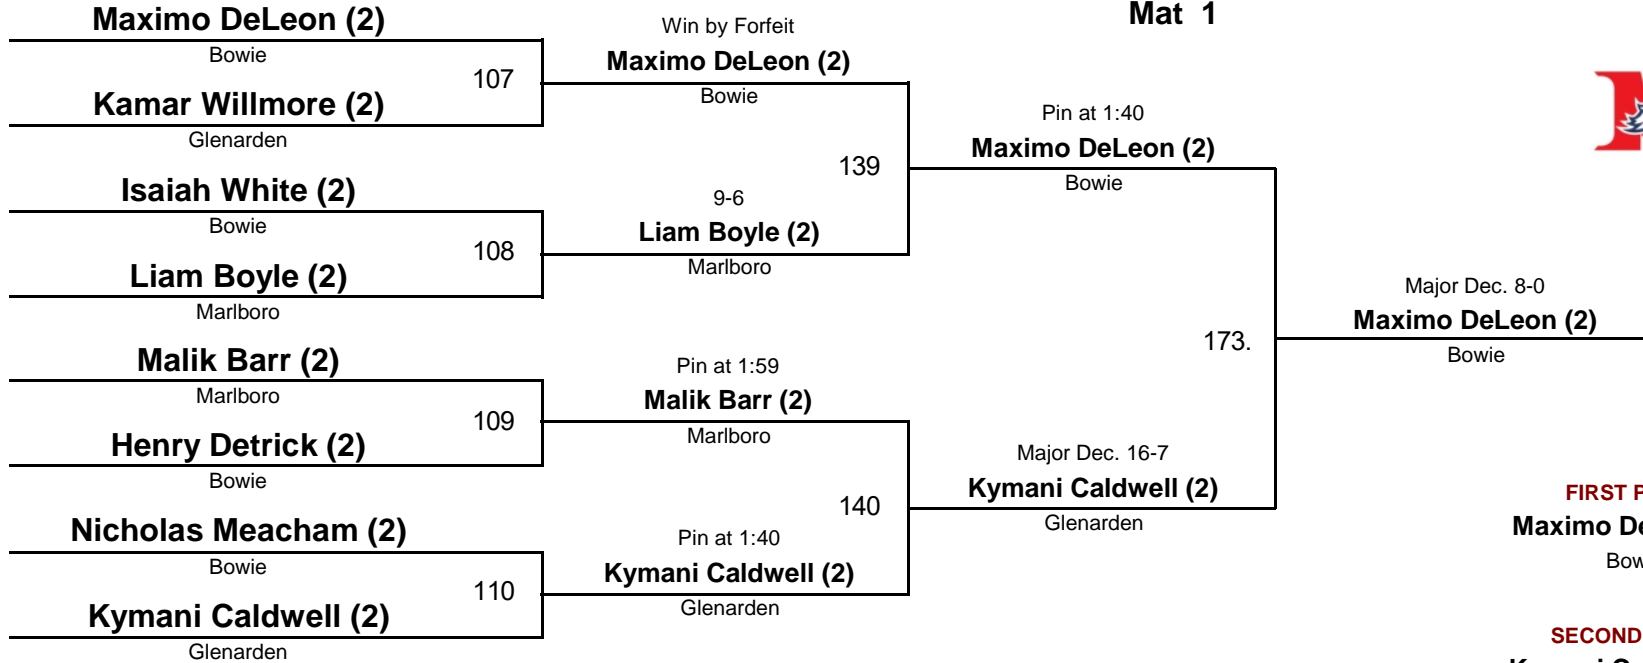 Mat 1
Maximo DeLeon (2)
Bowie
107
Kamar Willmore (2)
Glenarden
Isaiah White (2)
Bowie
108
Liam Boyle (2)
Marlboro
Malik Barr (2)
Marlboro
109
Henry Detrick (2)
Bowie
Nicholas Meacham (2)
Bowie
110
Kymani Caldwell (2)
Glenarden
Win by Forfeit
Maximo DeLeon (2)
Bowie
139
9-6
Liam Boyle (2)
Marlboro
Pin at 1:59
Malik Barr (2)
Marlboro
140
Pin at 1:40
Kymani Caldwell (2)
Glenarden
Pin at 1:40
Maximo DeLeon (2)
Bowie
173.
Major Dec. 16-7
Kymani Caldwell (2)
Glenarden
Major Dec. 8-0
Maximo DeLeon (2)
Bowie
FIRST
Maximo
SECOND